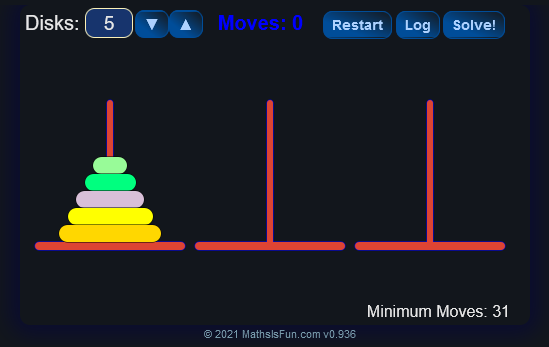 Disks: 5 ▼ ▲ Moves: 0 Restart Log Solve!
Minimum Moves: 31
© 2021 MathsIsFun.com v0.936